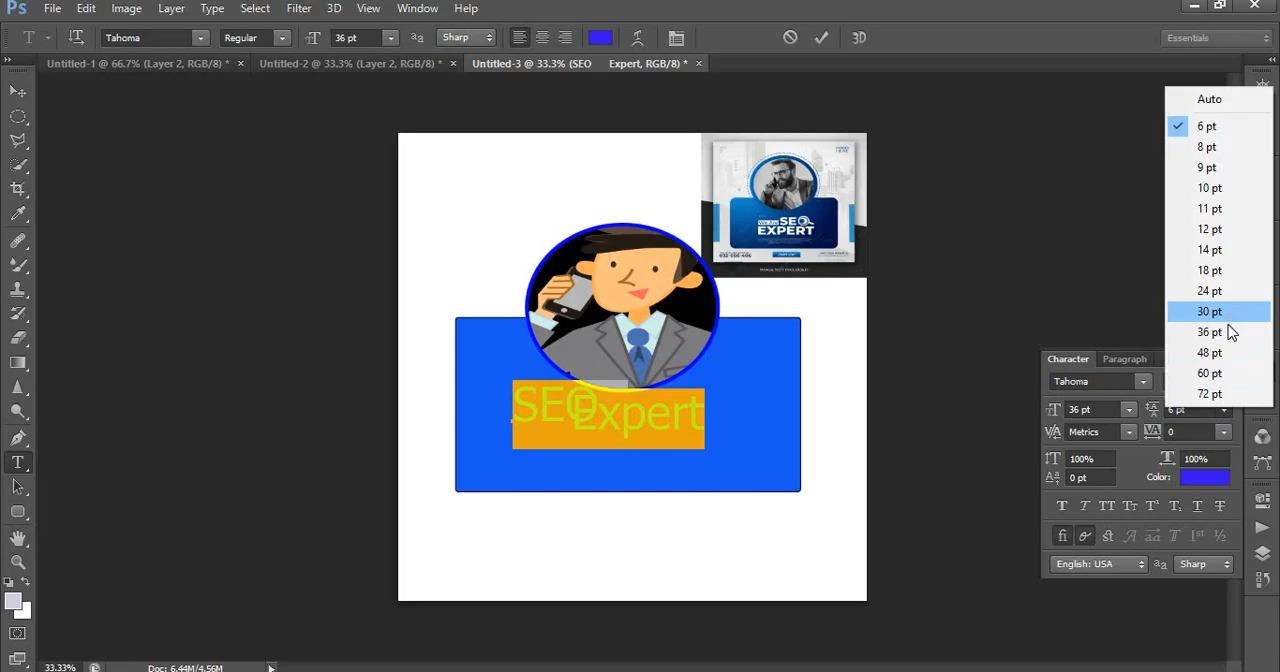 Ps File Edit Image Layer Type Select Filter 3D View Window Help
T Tahoma Regular 36 pt Sharp 3D Essentials
Untitled-1 @ 66.7% (Layer 2, RGB/8) * × Untitled-2 @ 33.3% (Layer 2, RGB/8) * × Untitled-3 @ 33.3% (SEO Expert, RGB/8) * ×
Auto
6 pt
8 pt
9 pt
10 pt
11 pt
12 pt
14 pt
18 pt
24 pt
30 pt
36 pt
48 pt
60 pt
72 pt
SEO
EXPERT
IMAGE NOT INCLUDED
SEO
Expert
Character Paragraph
Tahoma
36 pt 6 pt
Metrics 0
100% 100%
0 pt Color:
English: USA Sharp
33.33% Doc: 6.44M/4.56M